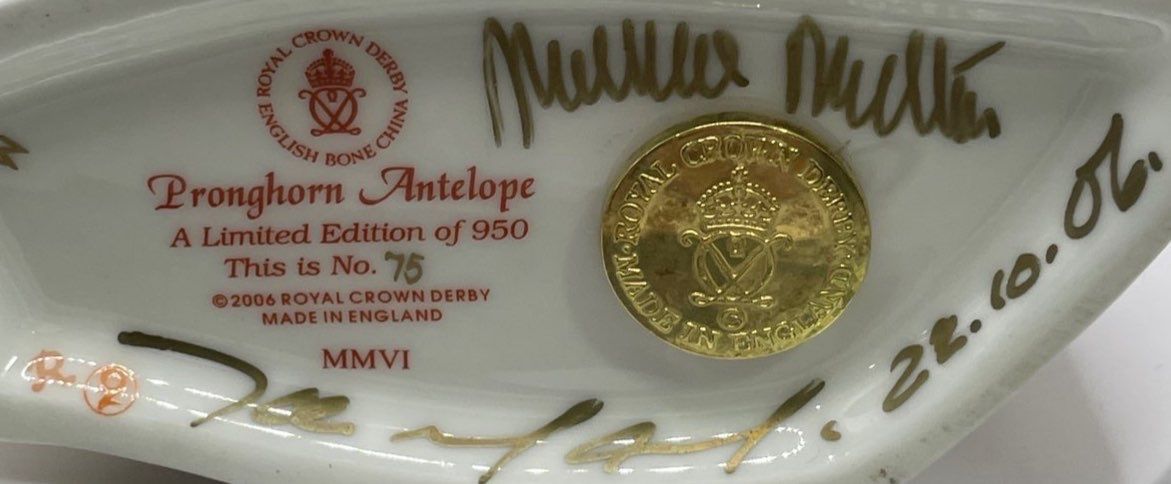 ROYAL CROWN DERBY
ENGLISH BONE CHINA
Pronghorn Antelope
A Limited Edition of 950
This is No. 75
©2006 ROYAL CROWN DERBY
MADE IN ENGLAND
MMVI
ROYAL CROWN DERBY
MADE IN ENGLAND
22.10.06.